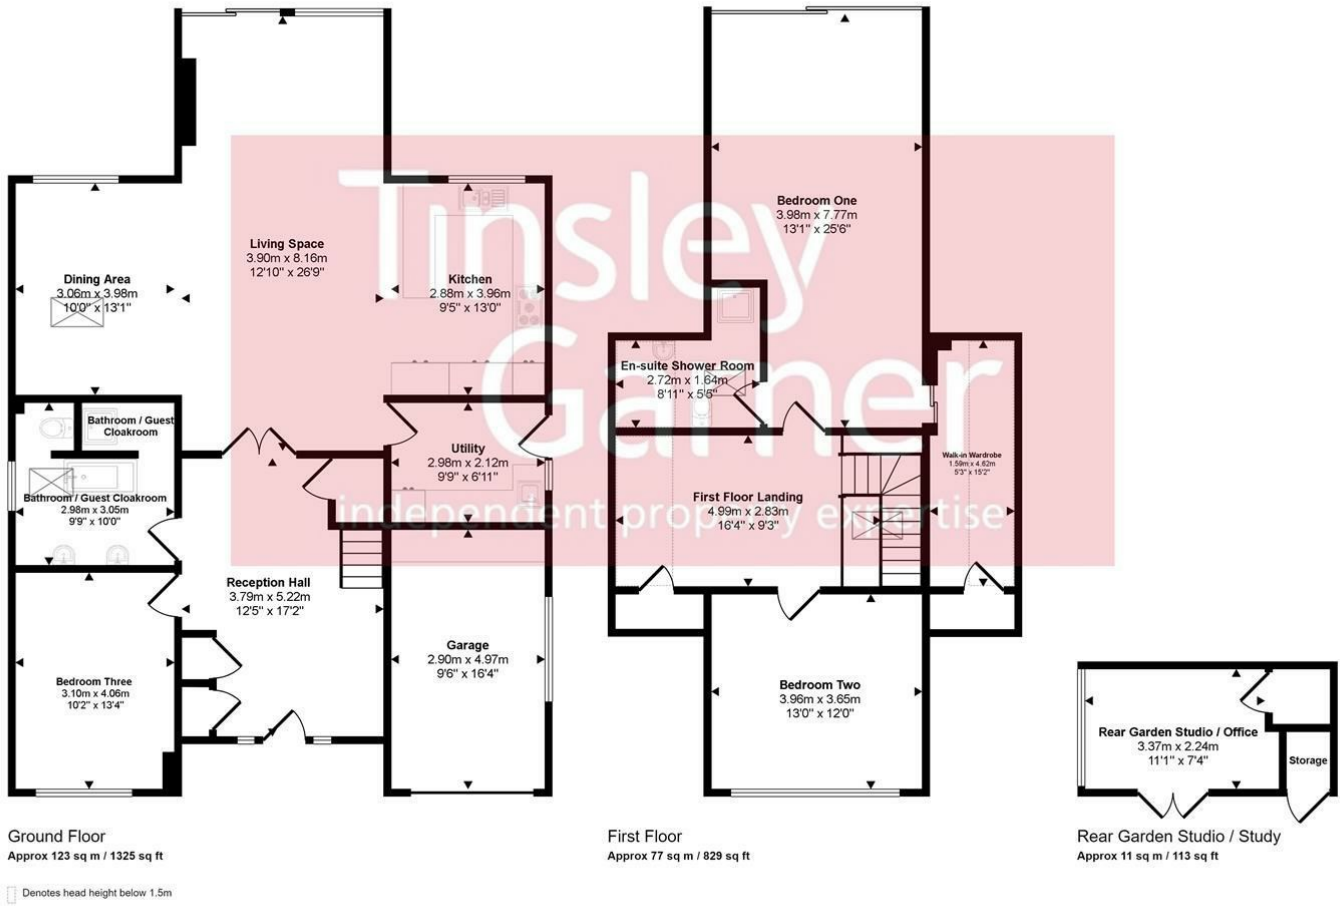 Tinsley
Garner
independent property expertise
Living Space
3.90m x 8.16m
12'10" x 26'9"
Dining Area
3.06m x 3.98m
10'0" x 13'1"
Kitchen
2.88m x 3.96m
9'5" x 13'0"
Bathroom / Guest
Cloakroom
Utility
2.98m x 2.12m
9'9" x 6'11"
Bathroom / Guest Cloakroom
2.98m x 3.05m
9'9" x 10'0"
Reception Hall
3.79m x 5.22m
12'5" x 17'2"
Garage
2.90m x 4.97m
9'6" x 16'4"
Bedroom Three
3.10m x 4.06m
10'2" x 13'4"
Ground Floor
Approx 123 sq m / 1325 sq ft
Denotes head height below 1.5m
Bedroom One
3.98m x 7.77m
13'1" x 25'6"
En-suite Shower Room
2.72m x 1.64m
8'11" x 5'5"
Walk-in Wardrobe
1.59m x 4.62m
5'3" x 15'2"
First Floor Landing
4.99m x 2.83m
16'4" x 9'3"
Bedroom Two
3.96m x 3.65m
13'0" x 12'0"
First Floor
Approx 77 sq m / 829 sq ft
Rear Garden Studio / Office
3.37m x 2.24m
11'1" x 7'4"
Storage
Rear Garden Studio / Study
Approx 11 sq m / 113 sq ft